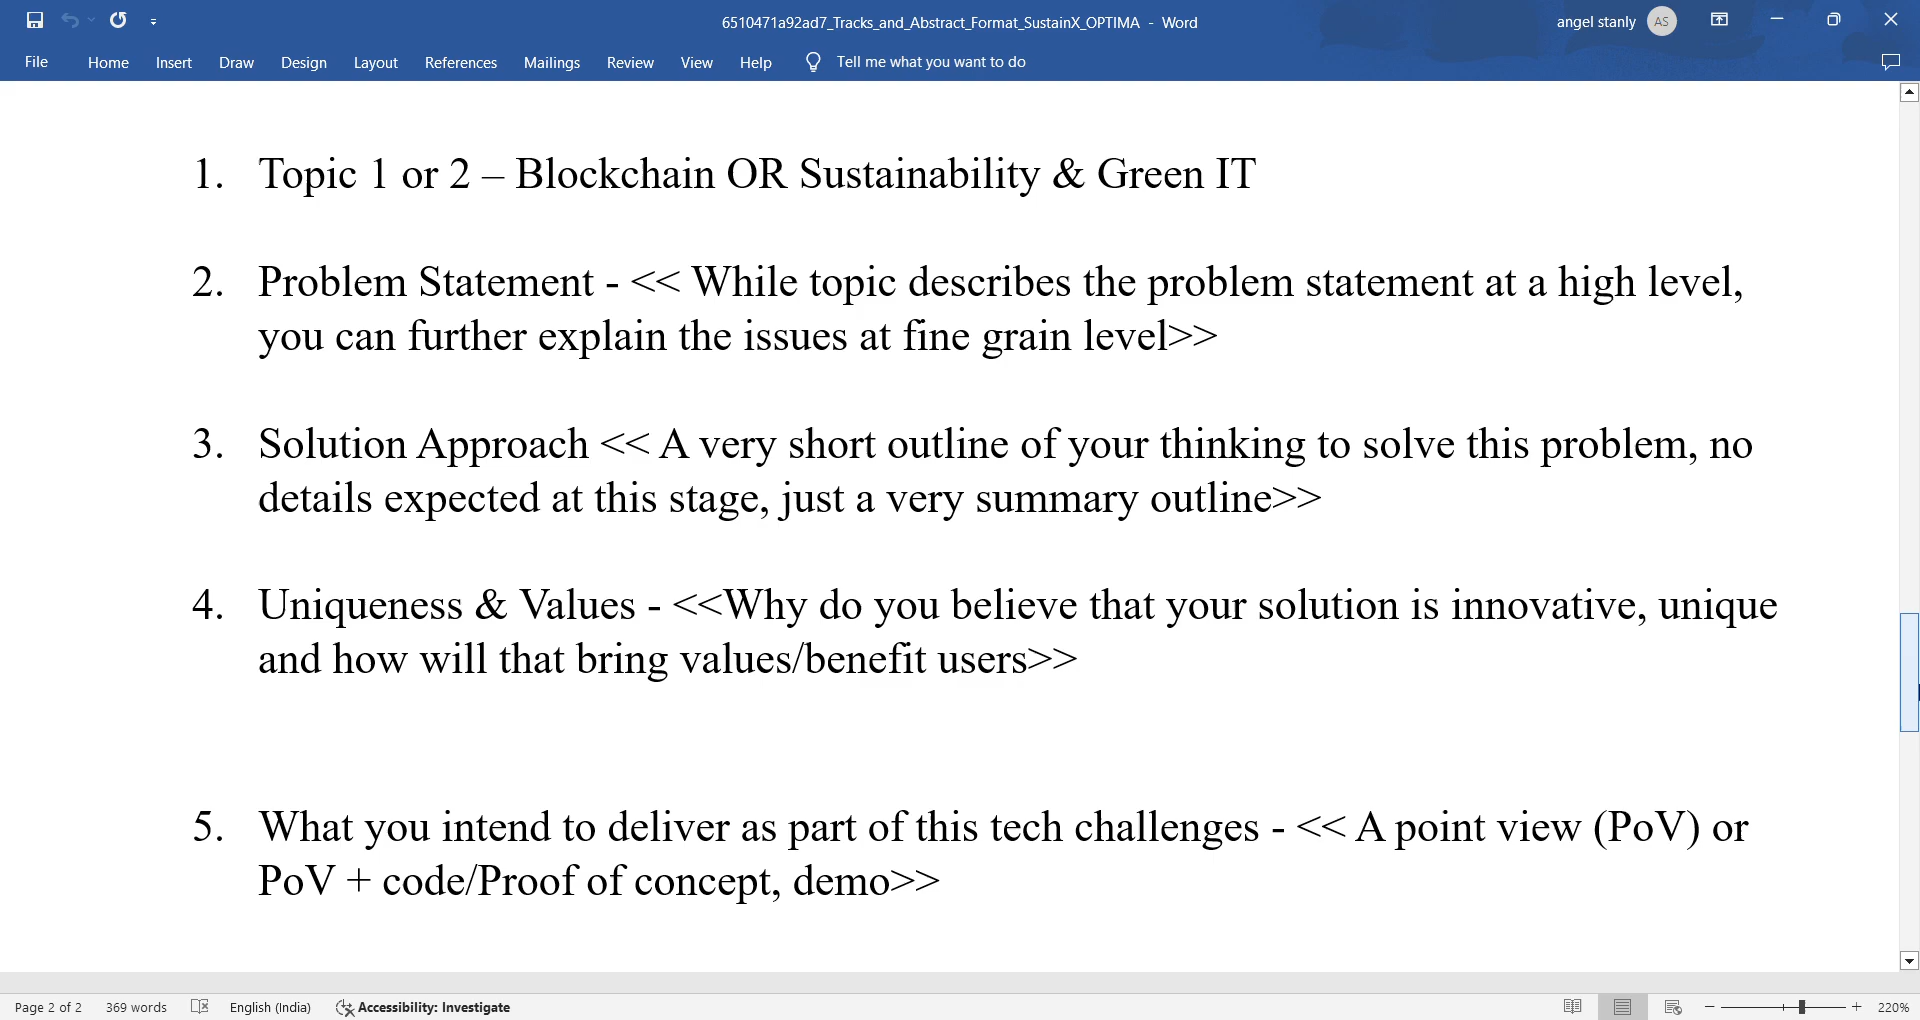 6510471a92ad7_Tracks_and_Abstract_Format_SustainX_OPTIMA - Word
angel stanly AS
File Home Insert Draw Design Layout References Mailings Review View Help Tell me what you want to do
1. Topic 1 or 2 – Blockchain OR Sustainability & Green IT
2. Problem Statement - << While topic describes the problem statement at a high level,
you can further explain the issues at fine grain level>>
3. Solution Approach << A very short outline of your thinking to solve this problem, no
details expected at this stage, just a very summary outline>>
4. Uniqueness & Values - <<Why do you believe that your solution is innovative, unique
and how will that bring values/benefit users>>
5. What you intend to deliver as part of this tech challenges - << A point view (PoV) or
PoV + code/Proof of concept, demo>>
Page 2 of 2 369 words English (India) Accessibility: Investigate 220%